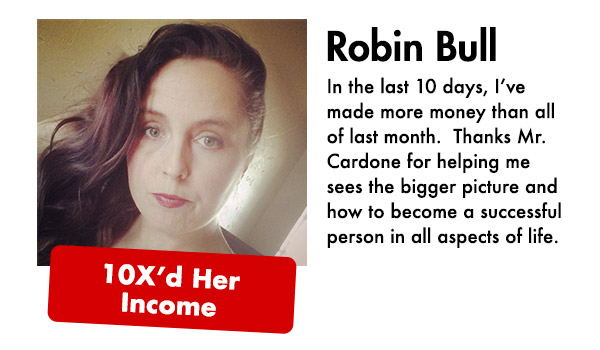 Robin Bull
In the last 10 days, I've
made more money than all
of last month.  Thanks Mr.
Cardone for helping me
sees the bigger picture and
how to become a successful
person in all aspects of life.
10X'd Her
Income